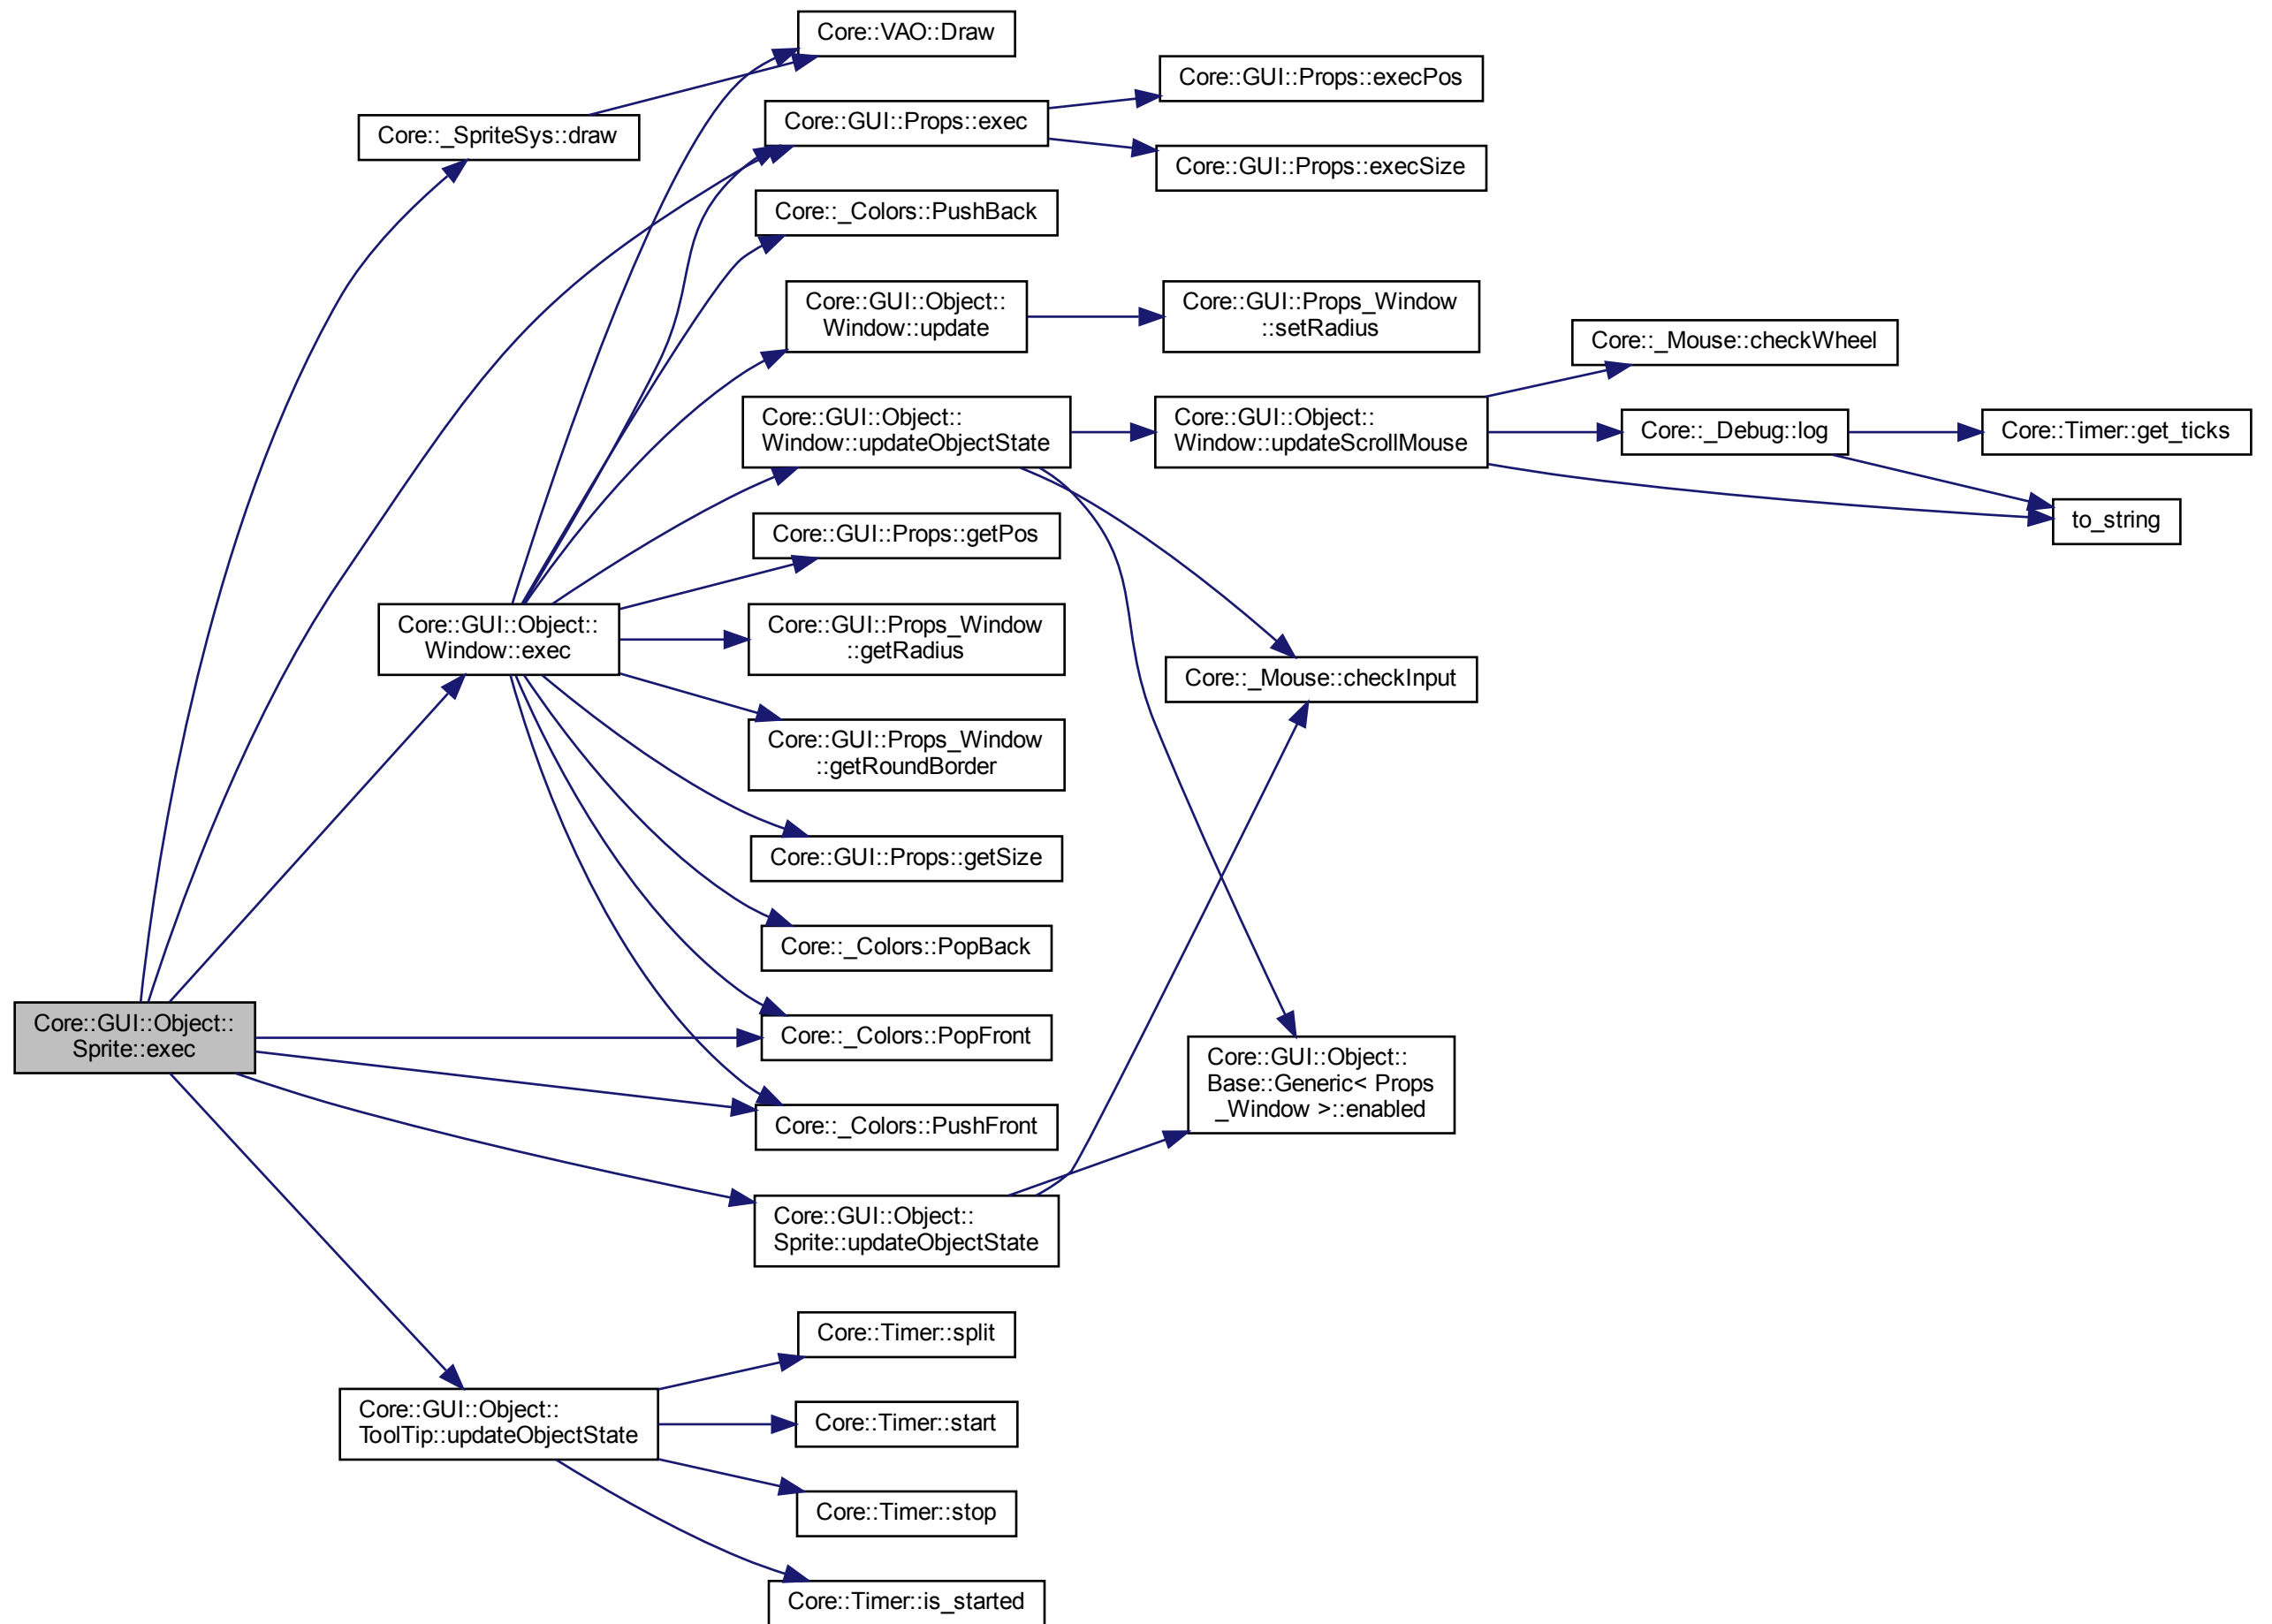 Core::VAO::Draw
Core::GUI::Props::execPos
Core::_SpriteSys::draw
Core::GUI::Props::exec
Core::GUI::Props::execSize
Core::_Colors::PushBack
Core::GUI::Object::
Window::update
Core::GUI::Props_Window
::setRadius
Core::_Mouse::checkWheel
Core::GUI::Object::
Window::updateObjectState
Core::GUI::Object::
Window::updateScrollMouse
Core::_Debug::log
Core::Timer::get_ticks
to_string
Core::GUI::Props::getPos
Core::GUI::Object::
Window::exec
Core::GUI::Props_Window
::getRadius
Core::_Mouse::checkInput
Core::GUI::Props_Window
::getRoundBorder
Core::GUI::Props::getSize
Core::_Colors::PopBack
Core::GUI::Object::
Sprite::exec
Core::_Colors::PopFront
Core::GUI::Object::
Base::Generic< Props
_Window >::enabled
Core::_Colors::PushFront
Core::GUI::Object::
Sprite::updateObjectState
Core::Timer::split
Core::GUI::Object::
ToolTip::updateObjectState
Core::Timer::start
Core::Timer::stop
Core::Timer::is_started